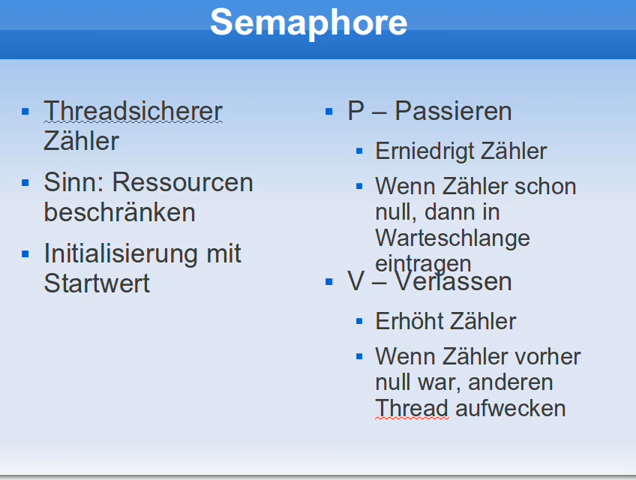 Semaphore
Threadsicherer
Zähler
Sinn: Ressourcen
beschränken
Initialisierung mit
Startwert
P – Passieren
Erniedrigt Zähler
Wenn Zähler schon
null, dann in
Warteschlange
eintragen
V – Verlassen
Erhöht Zähler
Wenn Zähler vorher
null war, anderen
Thread aufwecken